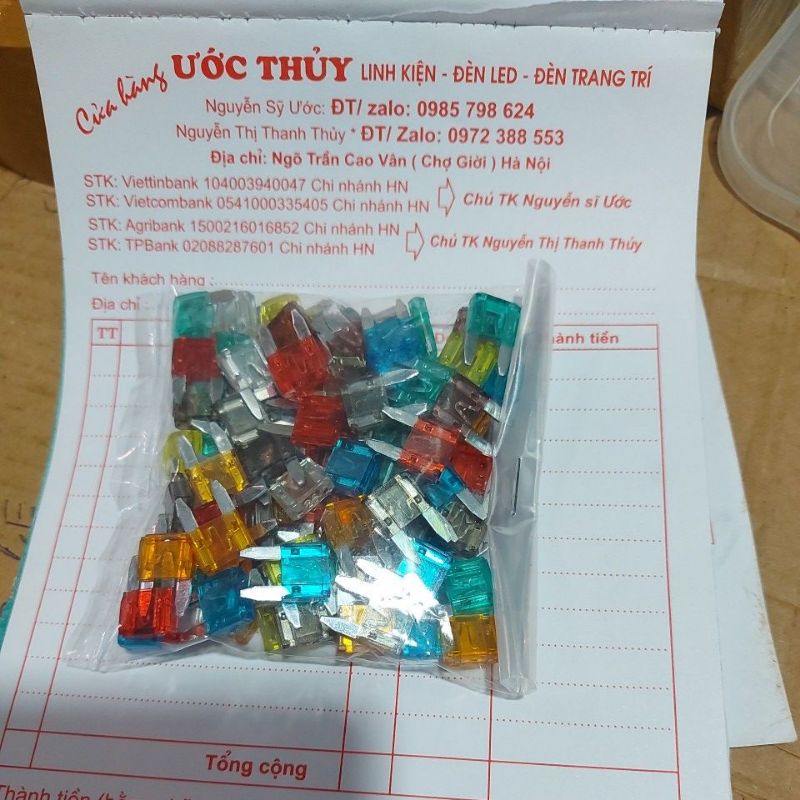 Cửa hàng ƯỚC THỦY LINH KIỆN - ĐÈN LED - ĐÈN TRANG TRÍ
Nguyễn Sỹ Ước: ĐT/ zalo: 0985 798 624
Nguyễn Thị Thanh Thủy * ĐT/ Zalo: 0972 388 553
Địa chỉ: Ngõ Trần Cao Vân ( Chợ Giời ) Hà Nội
STK: Viettinbank 104003940047 Chi nhánh HN
STK: Vietcombank 0541000335405 Chi nhánh HN
Chủ TK Nguyễn sĩ Ước
STK: Agribank 1500216016852 Chi nhánh HN
STK: TPBank 02088287601 Chi nhánh HN
Chủ TK Nguyễn Thị Thanh Thủy
Tên khách hàng :
Địa chỉ :
TT
hành tiền
Tổng cộng
Thành tiền